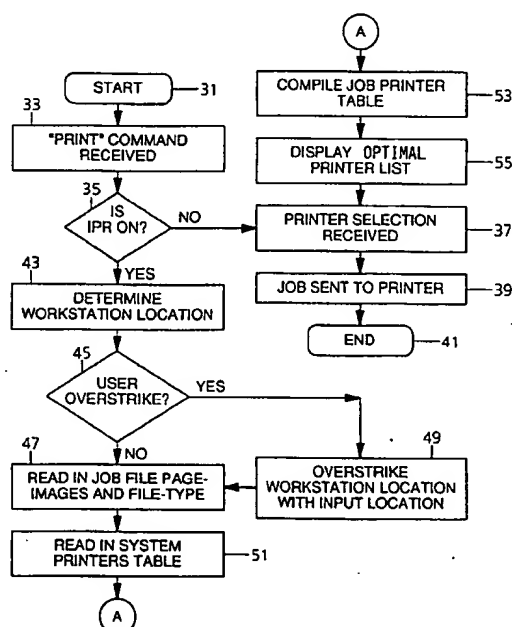 START
31
33
"PRINT" COMMAND
RECEIVED
35
IS
IPR ON?
NO
YES
43
DETERMINE
WORKSTATION LOCATION
45
USER
OVERSTRIKE?
YES
NO
47
READ IN JOB FILE PAGE-
IMAGES AND FILE-TYPE
49
OVERSTRIKE
WORKSTATION LOCATION
WITH INPUT LOCATION
READ IN SYSTEM
PRINTERS TABLE
51
A
A
COMPILE JOB PRINTER
TABLE
53
DISPLAY OPTIMAL
PRINTER LIST
55
PRINTER SELECTION
RECEIVED
37
JOB SENT TO PRINTER
39
END
41